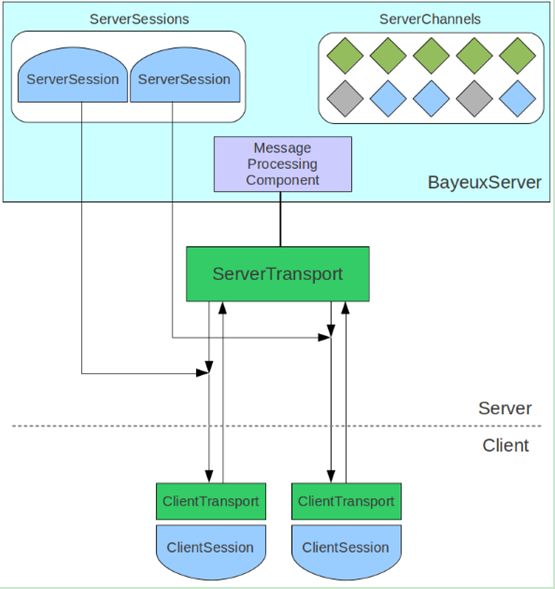 ServerSessions
ServerChannels
ServerSession
ServerSession
Message
Processing
Component
BayeuxServer
ServerTransport
Server
Client
ClientTransport
ClientTransport
ClientSession
ClientSession